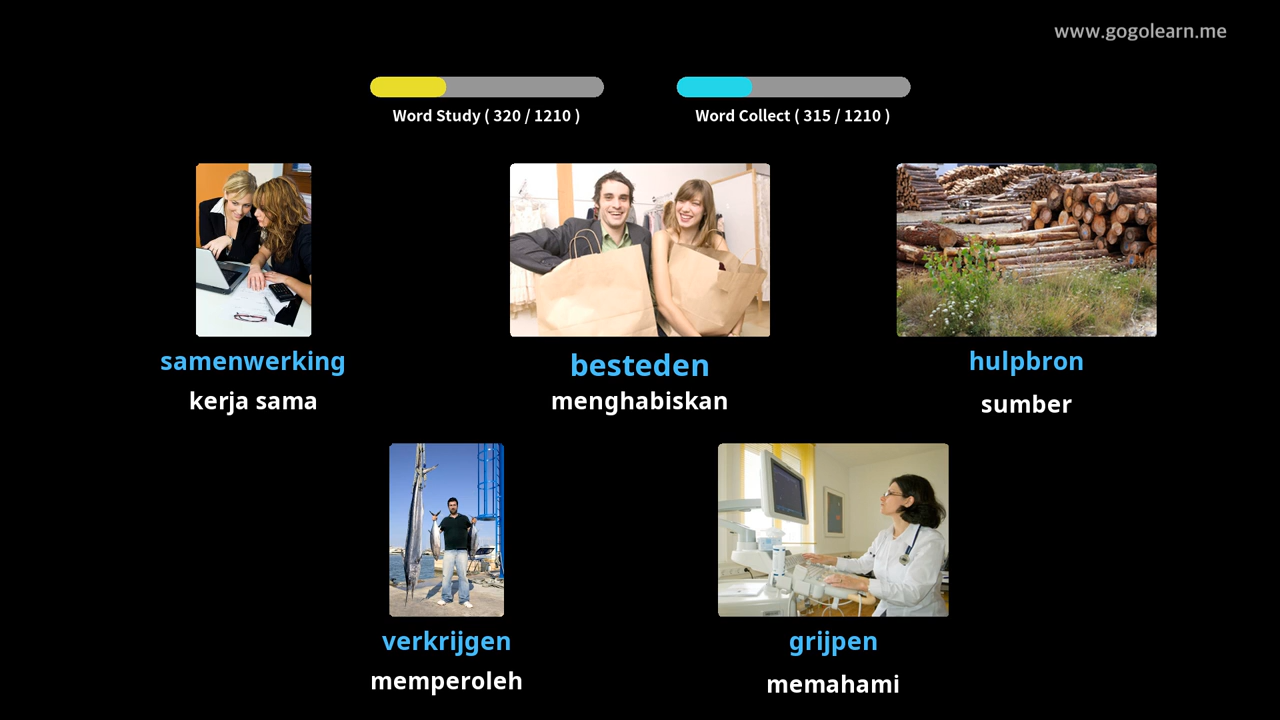 www.gogolearn.me
Word Study ( 320 / 1210 )
Word Collect ( 315 / 1210 )
samenwerking
kerja sama
besteden
menghabiskan
hulpbron
sumber
verkrijgen
memperoleh
grijpen
memahami